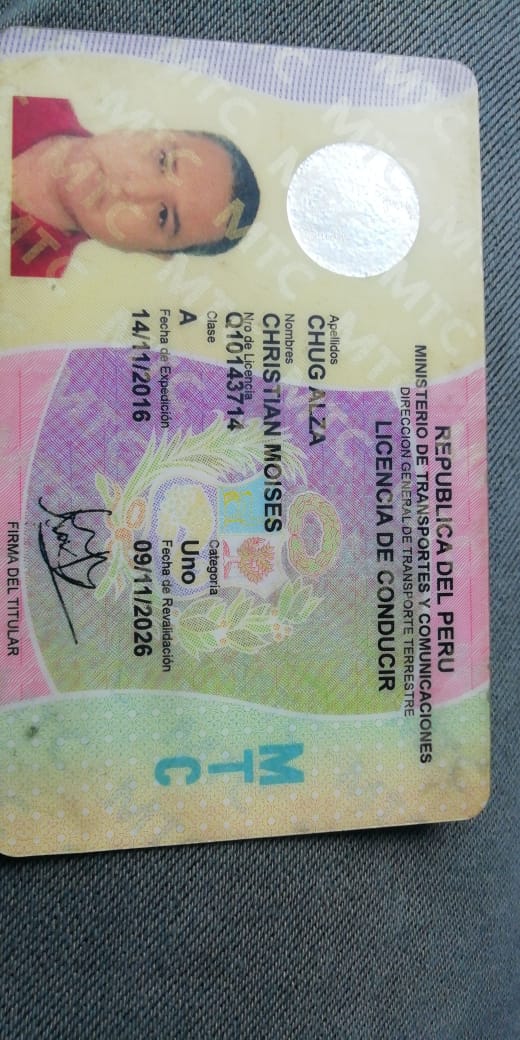 REPUBLICA DEL PERU
MINISTERIO DE TRANSPORTES Y COMUNICACIONES
DIRECCION GENERAL DE TRANSPORTE TERRESTRE
LICENCIA DE CONDUCIR
Apellidos
CHUG ALZA
Nombres
CHRISTIAN MOISES
Nro de Licencia
Q10143714
Clase Categoria
A Uno
Fecha de Expedición Fecha de Revalidación
14/11/2016 09/11/2026
FIRMA DEL TITULAR
MTC